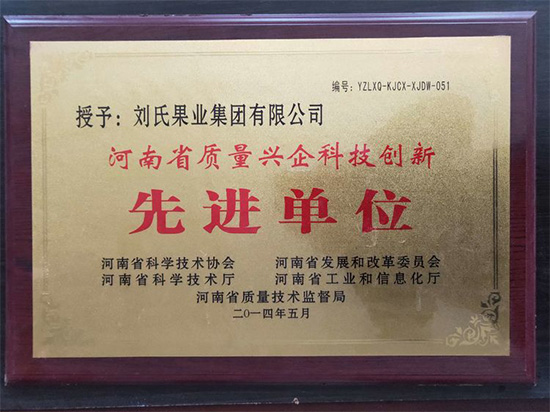 编号：YZLXQ-KJCX-XJDW-051
授予：刘氏果业集团有限公司
河南省质量兴企科技创新
先进单位
河南省科学技术协会 河南省发展和改革委员会
河南省科学技术厅 河南省工业和信息化厅
河南省质量技术监督局
二○一四年五月